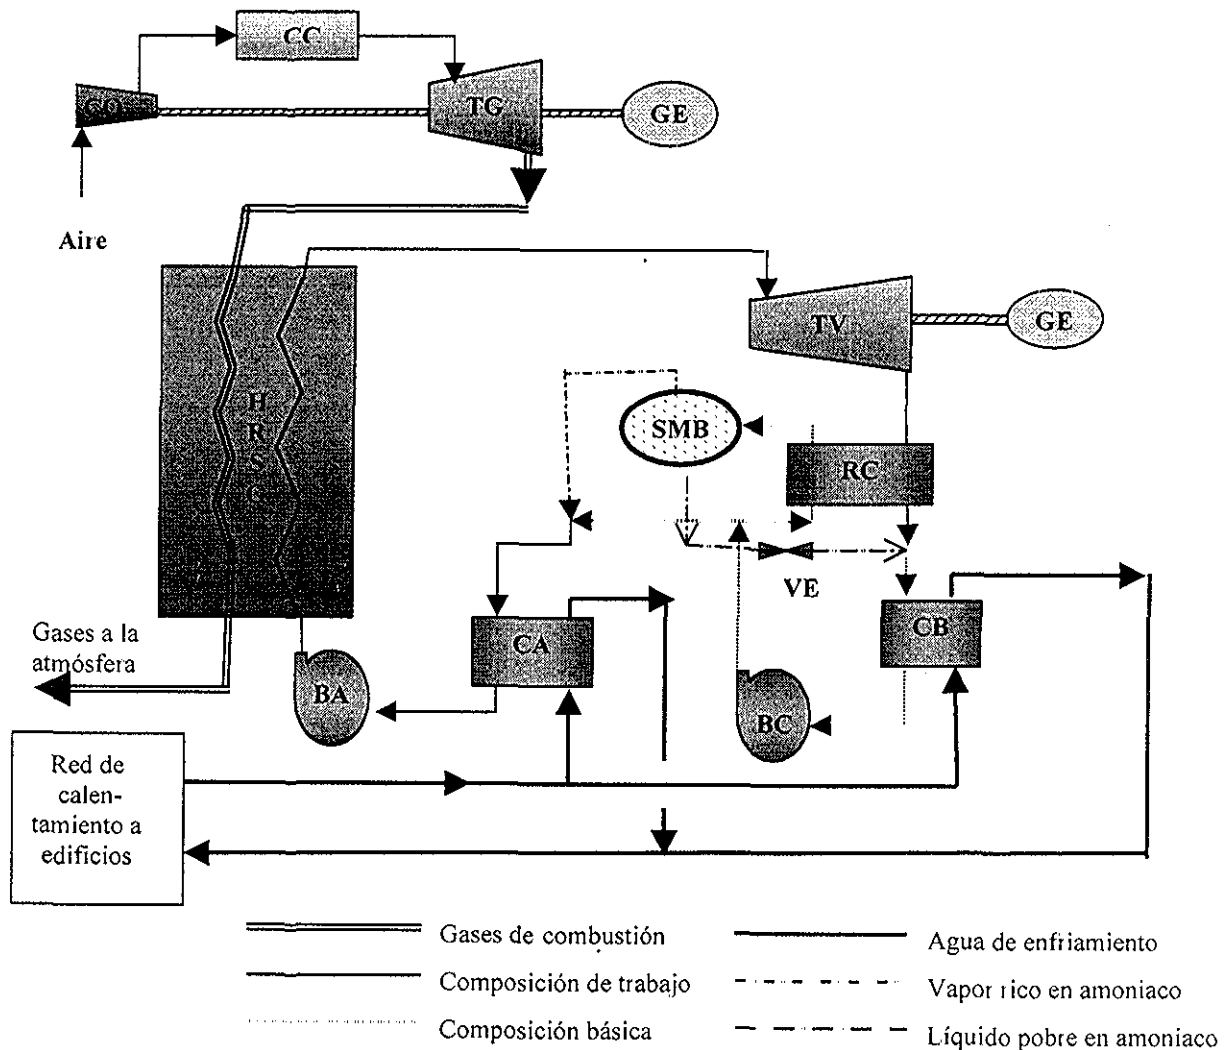 CC
CO
TG
GE
Aire
TV
GE
H
R
S
G
SMB
RC
VE
CA
CB
Gases a la
atmósfera
BA
BC
Red de
calen-
tamiento a
edificios
Gases de combustión
Agua de enfriamiento
Composición de trabajo
Vapor rico en amoniaco
Composición básica
Líquido pobre en amoniaco